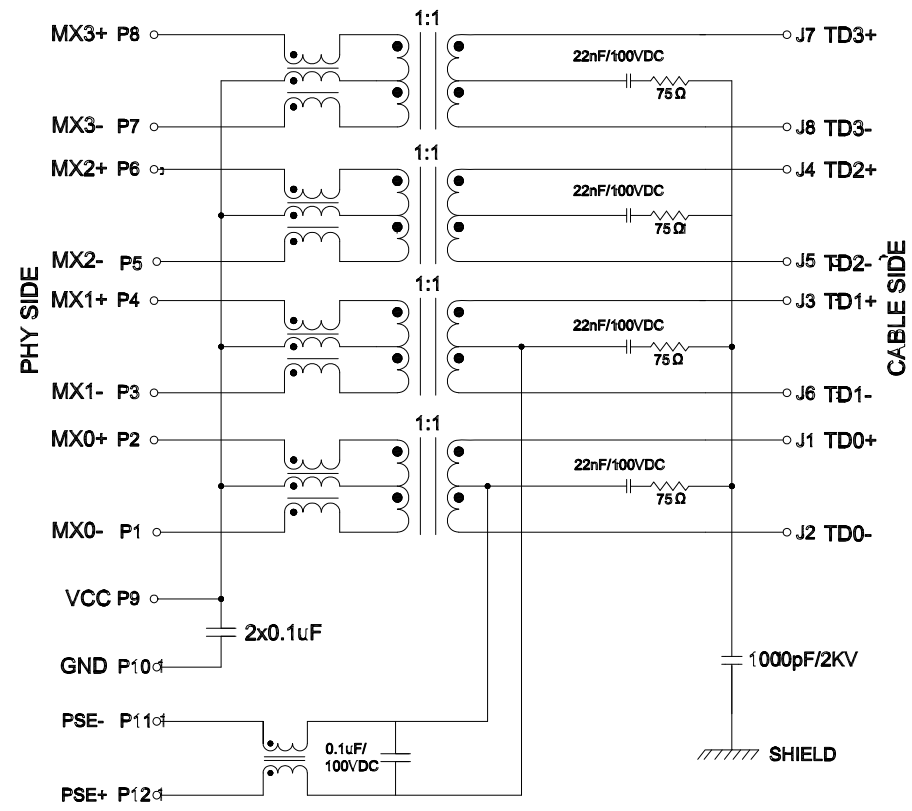 1:1
MX3+ P8
J7 TD3+
22nF/100VDC
75Ω
MX3- P7
J8 TD3-
1:1
MX2+ P6
J4 TD2+
22nF/100VDC
75Ω
MX2- P5
J5 TD2-
1:1
MX1+ P4
J3 TD1+
22nF/100VDC
75Ω
MX1- P3
J6 TD1-
PHY SIDE
CABLE SIDE
1:1
MX0+ P2
J1 TD0+
22nF/100VDC
75Ω
MX0- P1
J2 TD0-
VCC P9
2x0.1uF
GND P10
1000pF/2KV
PSE- P11
0.1uF/
100VDC
SHIELD
PSE+ P12